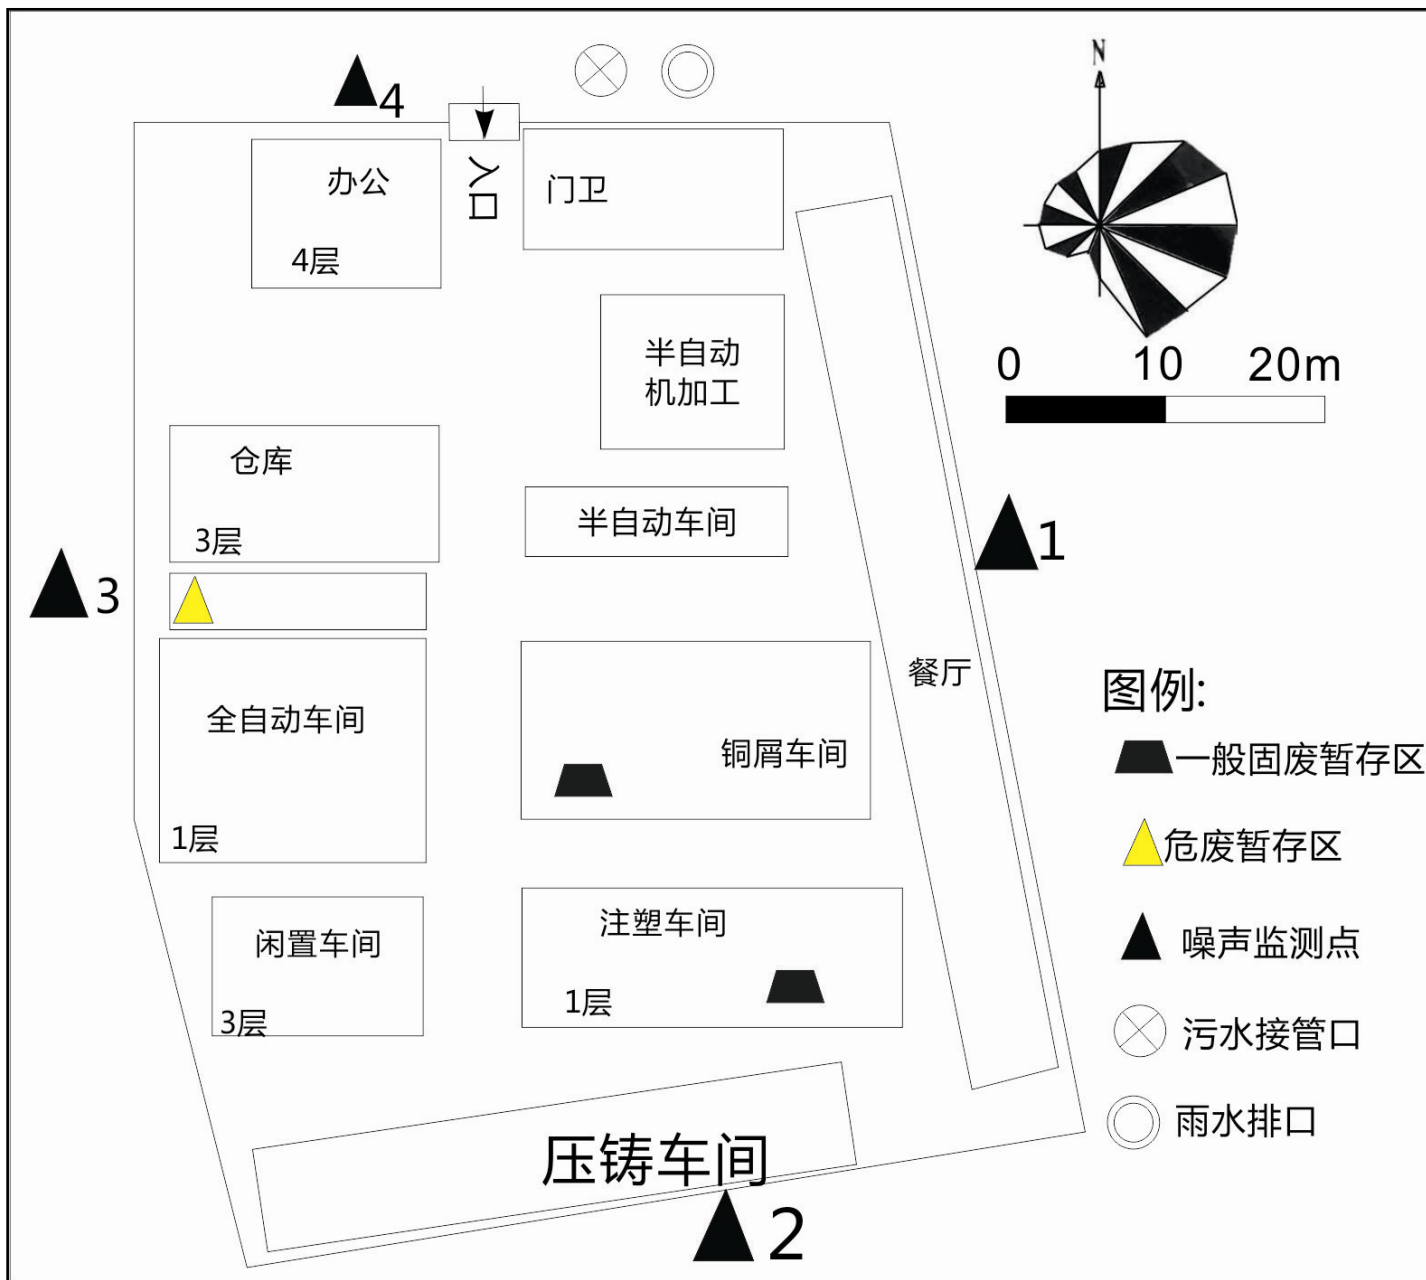 N
4
入口
办公
4层
门卫
半自动
机加工
0 10 20m
仓库
3层
半自动车间
1
3
餐厅
全自动车间
1层
铜屑车间
图例:
一般固废暂存区
危废暂存区
噪声监测点
污水接管口
雨水排口
闲置车间
3层
注塑车间
1层
压铸车间
2